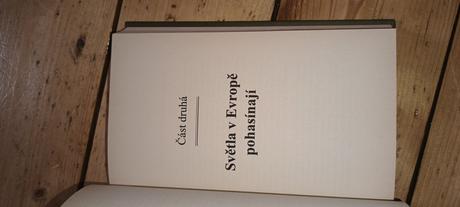 Část druhá
Světla v Evropě
pohasínají